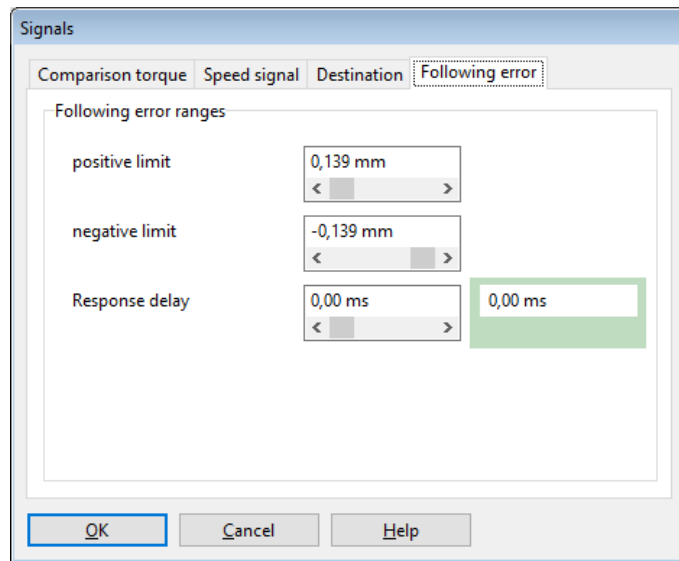 Signals
Comparison torque Speed signal Destination Following error
Following error ranges
positive limit 0,139 mm
negative limit -0,139 mm
Response delay 0,00 ms 0,00 ms
OK Cancel Help